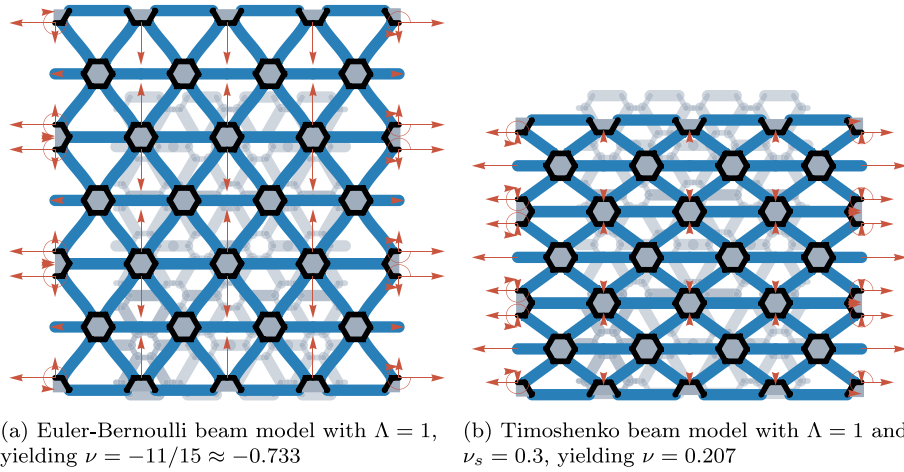 (a) Euler-Bernoulli beam model with Λ = 1,
yielding ν = −11/15 ≈ −0.733
(b) Timoshenko beam model with Λ = 1 and
ν_s = 0.3, yielding ν = 0.207